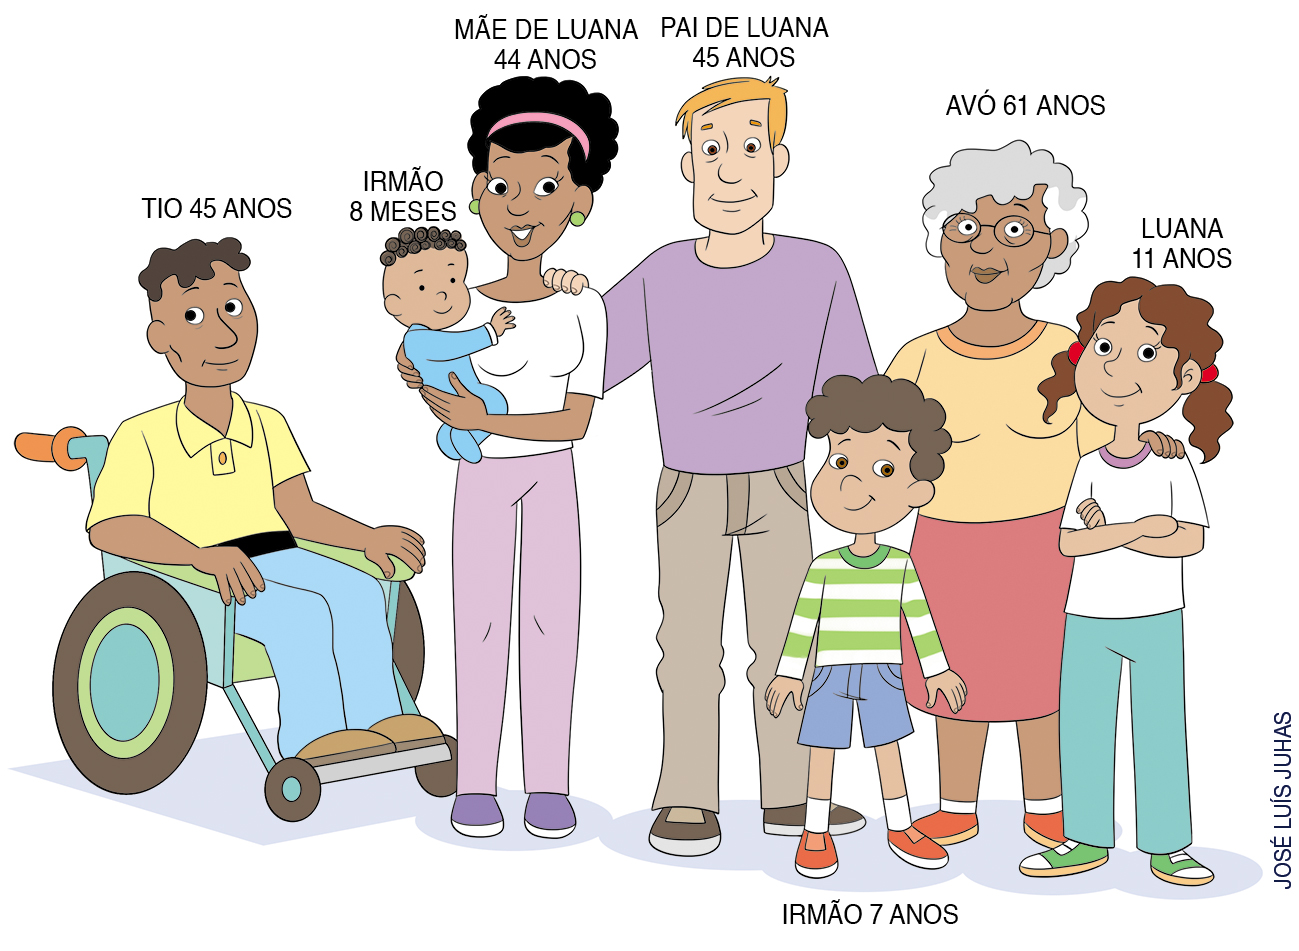 MÃE DE LUANA
44 ANOS
PAI DE LUANA
45 ANOS
AVÓ 61 ANOS
IRMÃO
8 MESES
TIO 45 ANOS
LUANA
11 ANOS
IRMÃO 7 ANOS
JOSÉ LUÍS JUHAS